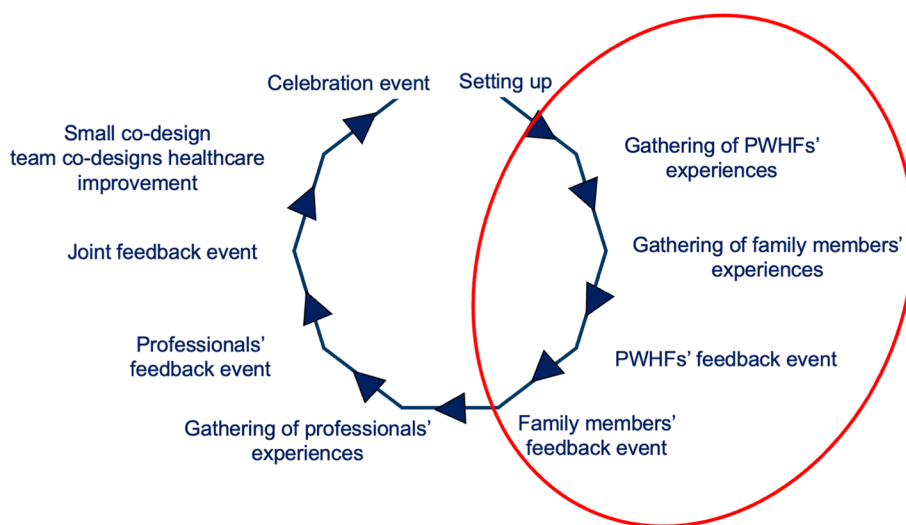 Celebration event
Setting up
Gathering of PWHFs’
experiences
Gathering of family members’
experiences
PWHFs’ feedback event
Family members’
feedback event
Gathering of professionals’
experiences
Professionals’
feedback event
Joint feedback event
Small co-design
team co-designs healthcare
improvement